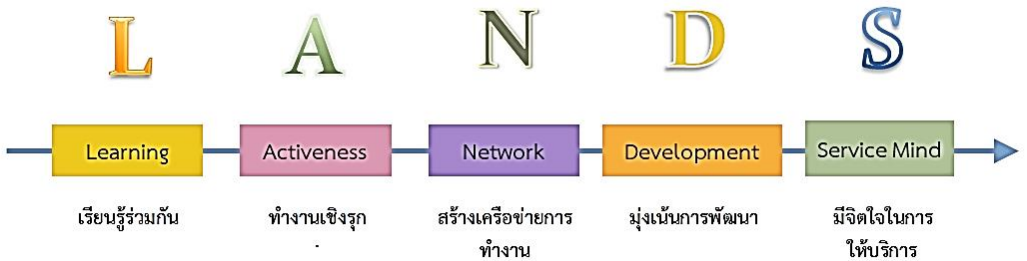 L A N D S
Learning Activeness Network Development Service Mind
เรียนรู้ร่วมกัน ทำงานเชิงรุก สร้างเครือข่ายการ มุ่งเน้นการพัฒนา มีจิตใจในการ
ทำงาน ให้บริการ